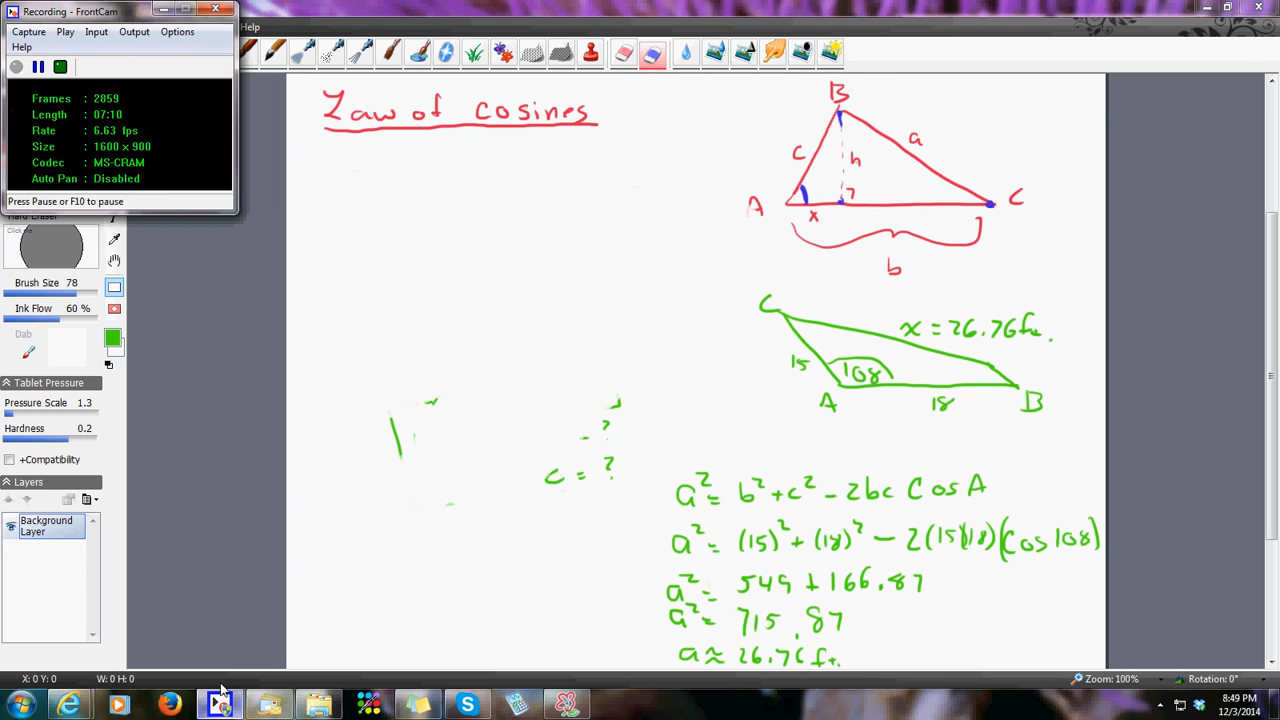 Recording - FrontCam
Capture Play Input Output Options
Help
Help
Frames : 2859
Length : 07:10
Rate : 6.63 fps
Size : 1600 x 900
Codec : MS-CRAM
Auto Pan : Disabled
Press Pause or F10 to pause
Hard Eraser
Brush Size 78
Ink Flow 60 %
Dab
Tablet Pressure
Pressure Scale 1.3
Hardness 0.2
+Compatibility
Layers
Background
Layer
Law of cosines
B
c
h
a
A
x
C
b
C
x = 26.76 ft.
15
108
A
18
B
?
c = ?
a² = b² + c² - 2bc Cos A
a² = (15)² + (18)² - 2(15)(18)(Cos 108)
a² = 549 + 166.87
a² = 715.87
a ≈ 26.76 ft.
X: 0 Y: 0
W: 0 H: 0
Zoom: 100%
Rotation: 0°
8:49 PM
12/3/2014